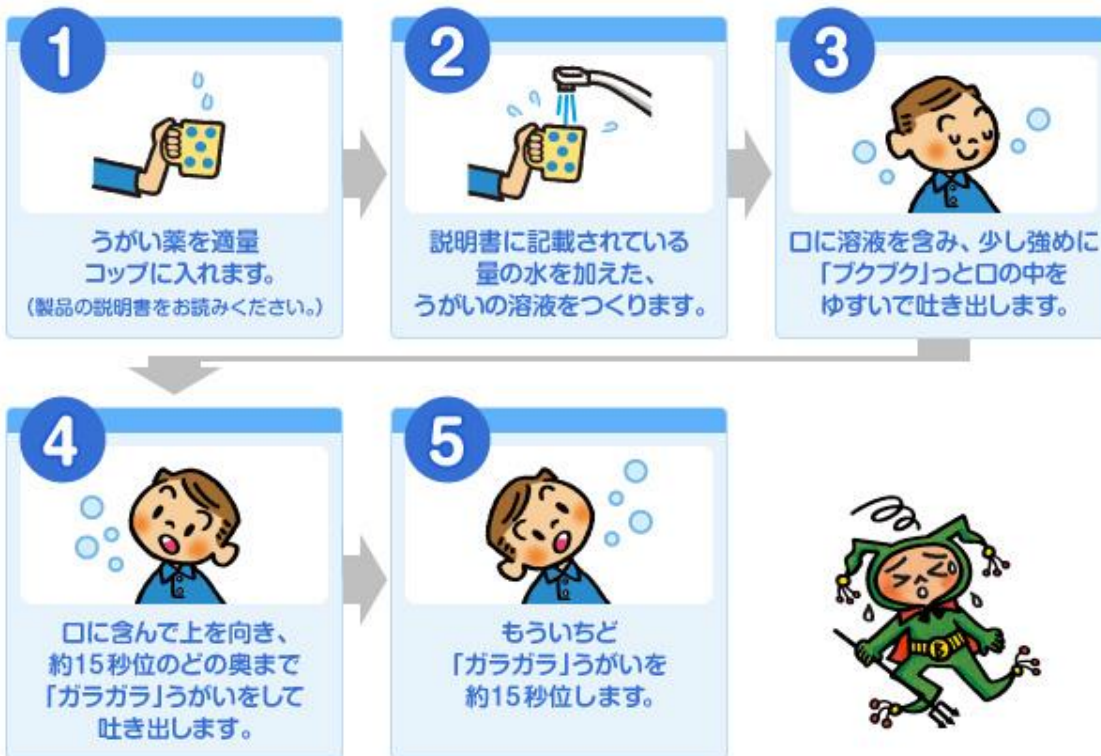 1
うがい薬を適量
コップに入れます。
(製品の説明書をお読みください。)
2
説明書に記載されている
量の水を加えた、
うがいの溶液をつくります。
3
口に溶液を含み、少し強めに
「ブクブク」っと口の中を
ゆすいで吐き出します。
4
口に含んで上を向き、
約15秒位のどの奥まで
「ガラガラ」うがいをして
吐き出します。
5
もういちど
「ガラガラ」うがいを
約15秒位します。